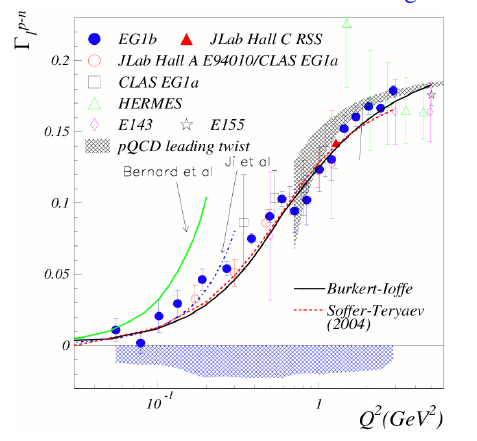 Γ₁ᵖ⁻ⁿ
EG1b JLab Hall C RSS
JLab Hall A E94010/CLAS EG1a
CLAS EG1a
HERMES
E143 E155
pQCD leading twist
Bernard et al
Ji et al
Burkert-Ioffe
Soffer-Teryaev
(2004)
0.2
0.15
0.1
0.05
0
10⁻¹ 1
Q²(GeV²)